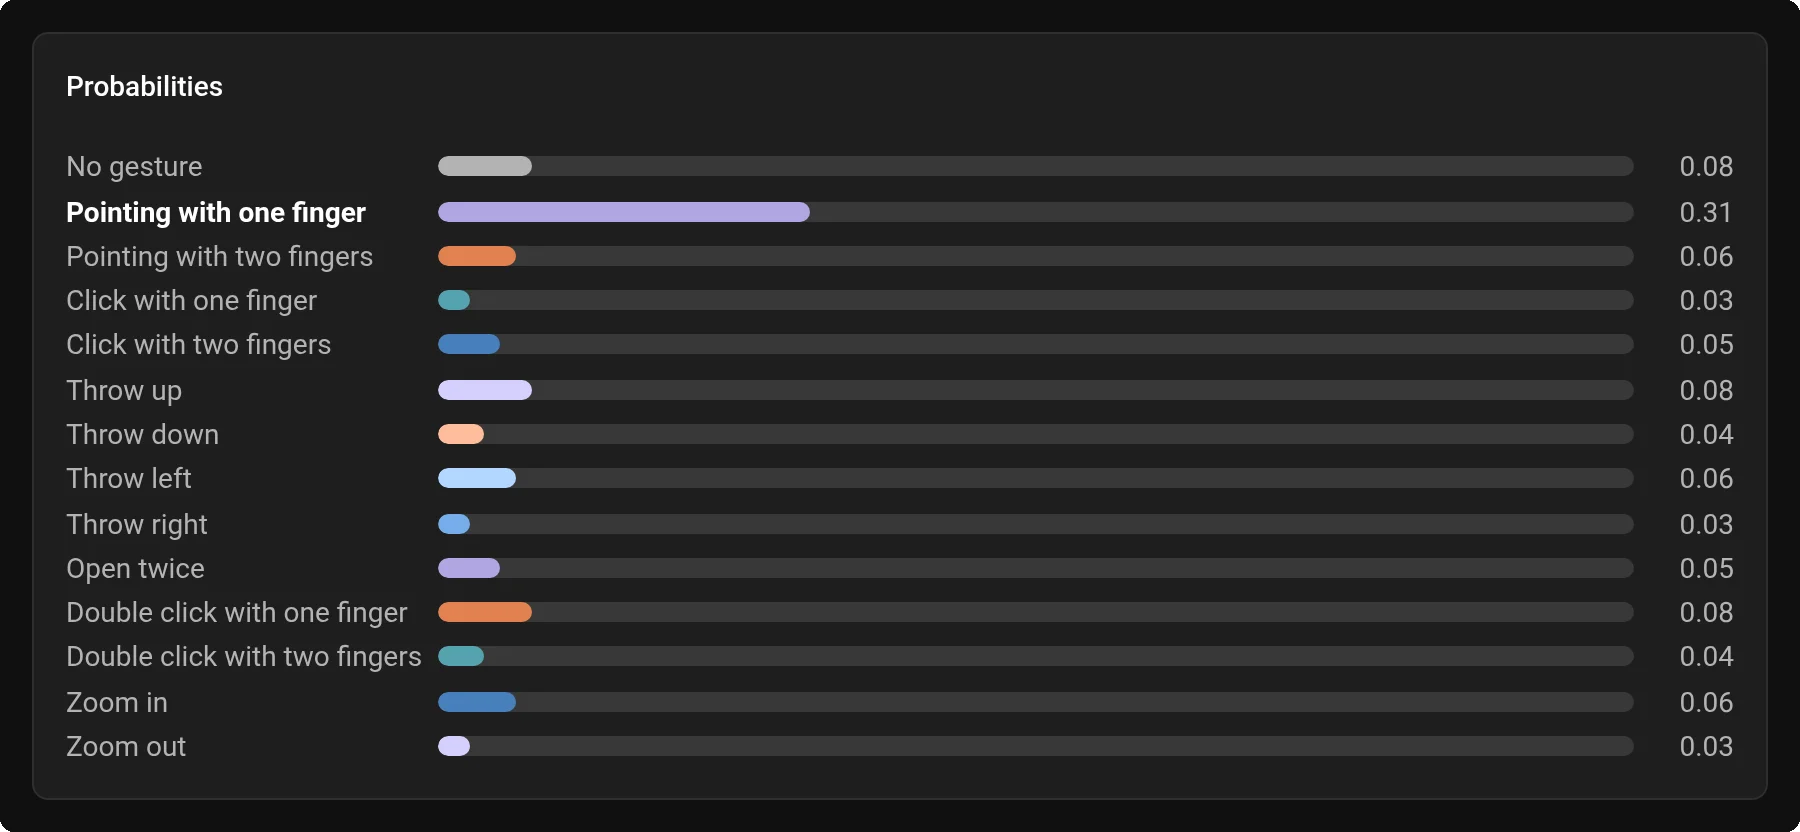 Probabilities
No gesture 0.08
Pointing with one finger 0.31
Pointing with two fingers 0.06
Click with one finger 0.03
Click with two fingers 0.05
Throw up 0.08
Throw down 0.04
Throw left 0.06
Throw right 0.03
Open twice 0.05
Double click with one finger 0.08
Double click with two fingers 0.04
Zoom in 0.06
Zoom out 0.03